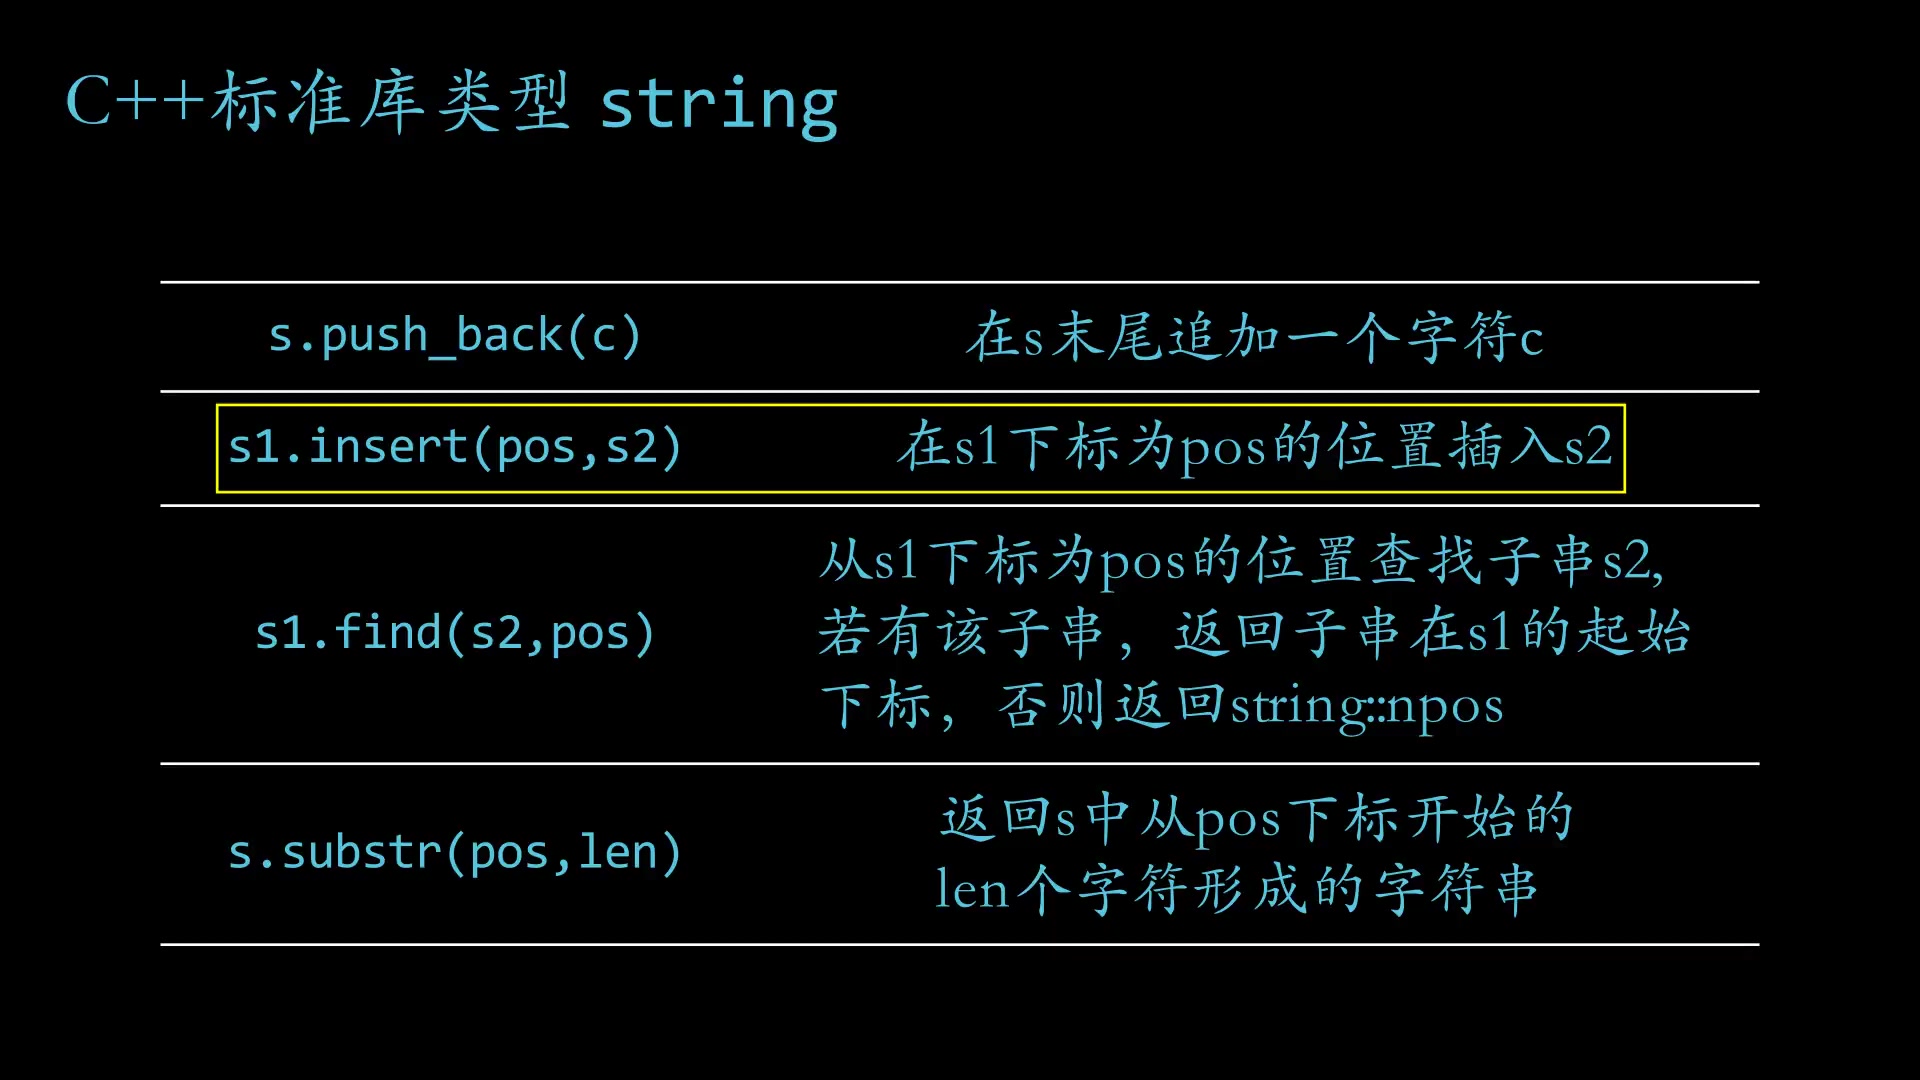 C++标准库类型 string
s.push_back(c)
在s末尾追加一个字符c
s1.insert(pos,s2)
在s1下标为pos的位置插入s2
s1.find(s2,pos)
从s1下标为pos的位置查找子串s2,
若有该子串，返回子串在s1的起始
下标，否则返回string::npos
s.substr(pos,len)
返回s中从pos下标开始的
len个字符形成的字符串